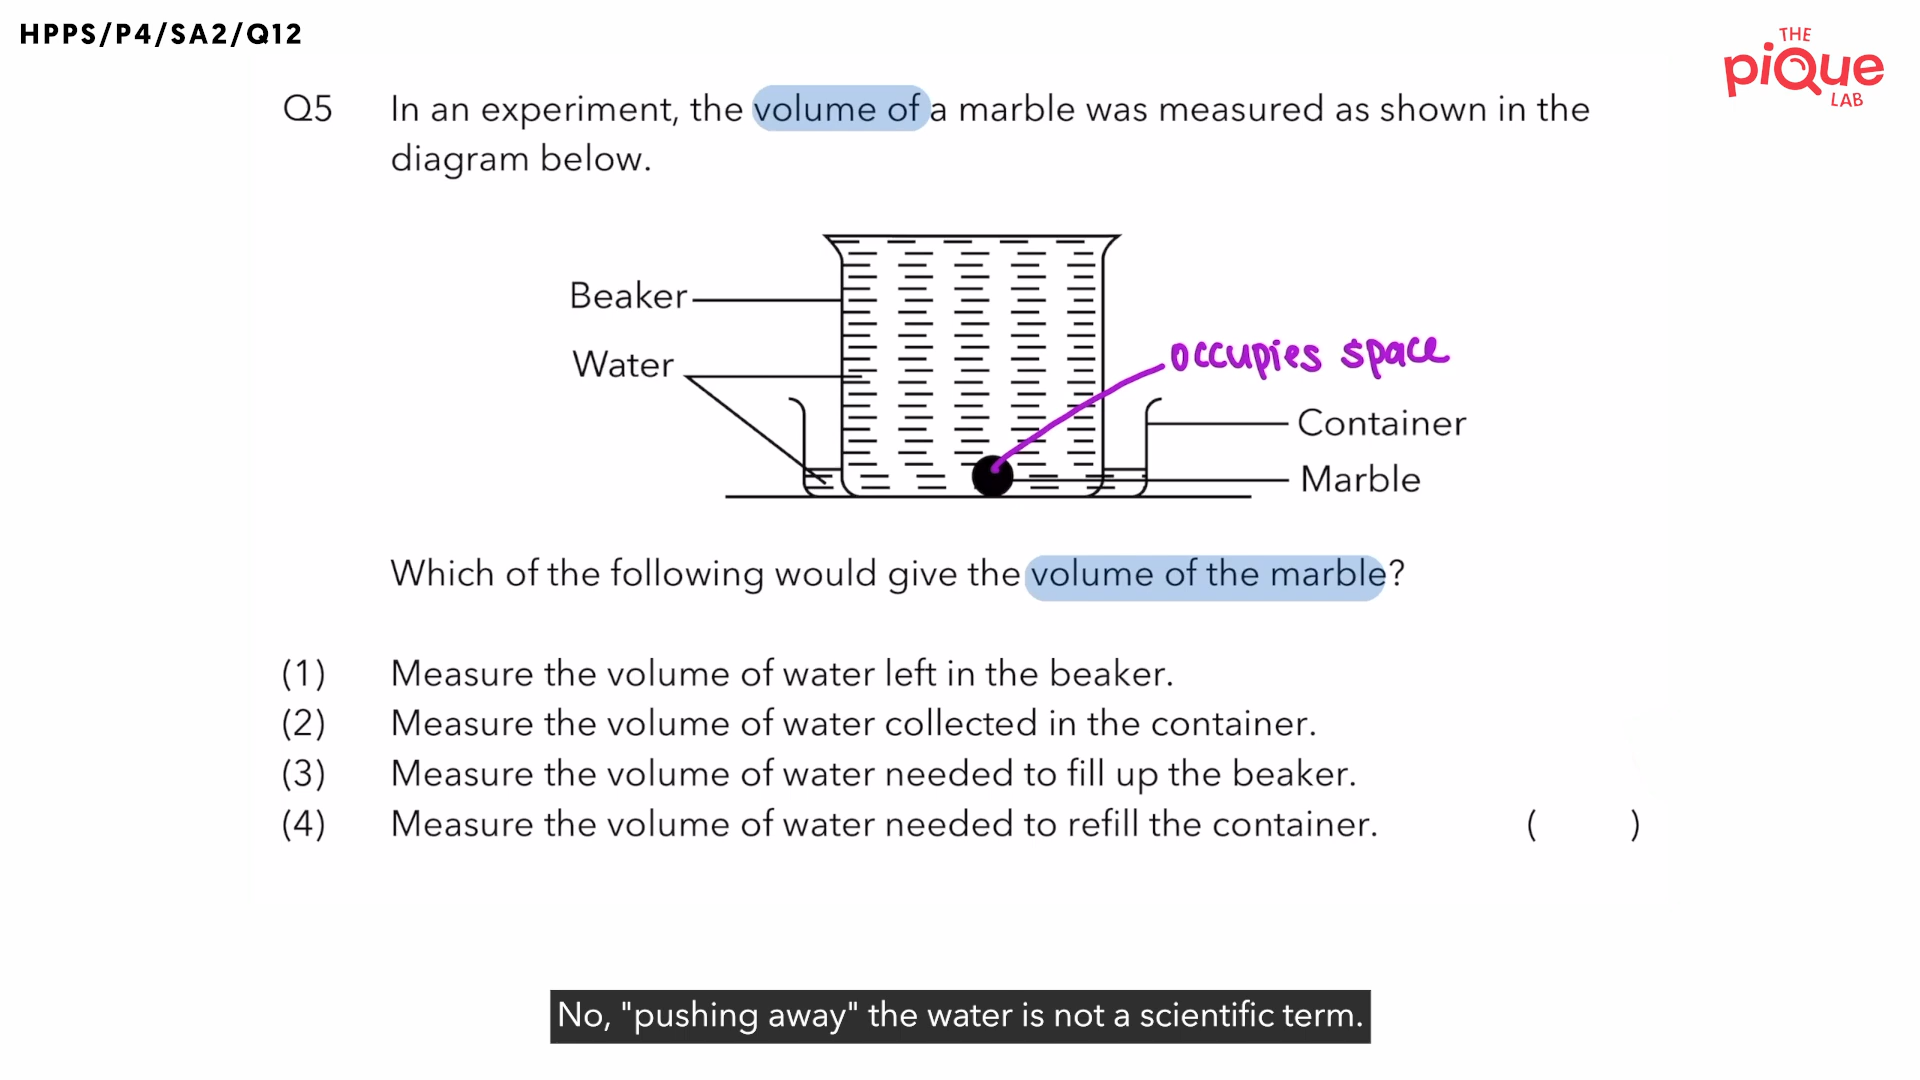 HPPS/P4/SA2/Q12
THE
piQue
LAB
Q5 In an experiment, the volume of a marble was measured as shown in the
diagram below.
Beaker
Water
occupies space
Container
Marble
Which of the following would give the volume of the marble?
(1) Measure the volume of water left in the beaker.
(2) Measure the volume of water collected in the container.
(3) Measure the volume of water needed to fill up the beaker.
(4) Measure the volume of water needed to refill the container. ( )
No, "pushing away" the water is not a scientific term.